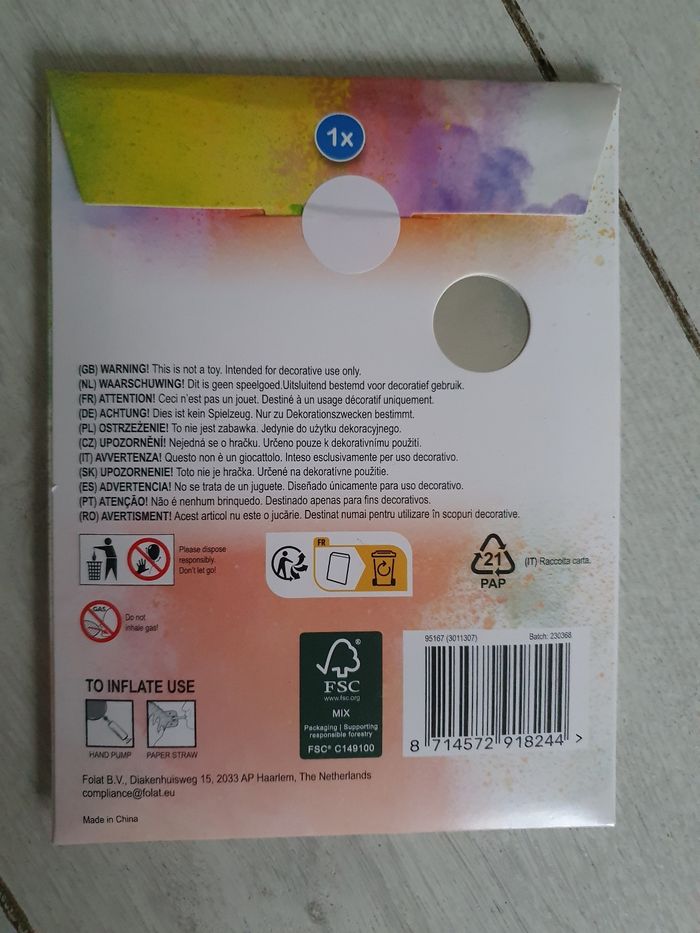 1x
(GB) WARNING! This is not a toy. Intended for decorative use only.
(NL) WAARSCHUWING! Dit is geen speelgoed.Uitsluitend bestemd voor decoratief gebruik.
(FR) ATTENTION! Ceci n'est pas un jouet. Destiné à un usage décoratif uniquement.
(DE) ACHTUNG! Dies ist kein Spielzeug. Nur zu Dekorationszwecken bestimmt.
(PL) OSTRZEŻENIE! To nie jest zabawka. Jedynie do użytku dekoracyjnego.
(CZ) UPOZORNĚNÍ! Nejedná se o hračku. Určeno pouze k dekorativnímu použití.
(IT) AVVERTENZA! Questo non è un giocattolo. Inteso esclusivamente per uso decorativo.
(SK) UPOZORNENIE! Toto nie je hračka. Určené na dekoratívne použitie.
(ES) ADVERTENCIA! No se trata de un juguete. Diseñado únicamente para uso decorativo.
(PT) ATENÇÃO! Não é nenhum brinquedo. Destinado apenas para fins decorativos.
(RO) AVERTISMENT! Acest articol nu este o jucărie. Destinat numai pentru utilizare în scopuri decorative.
Please dispose
responsibly.
Don't let go!
FR
21
PAP
(IT) Raccolta carta.
GAS
Do not
inhale gas!
TO INFLATE USE
HAND PUMP
PAPER STRAW
FSC
www.fsc.org
MIX
Packaging | Supporting
responsible forestry
FSC® C149100
95167 (3011307)
Batch: 230368
8 714572 918244 >
Folat B.V., Diakenhuisweg 15, 2033 AP Haarlem, The Netherlands
compliance@folat.eu
Made in China